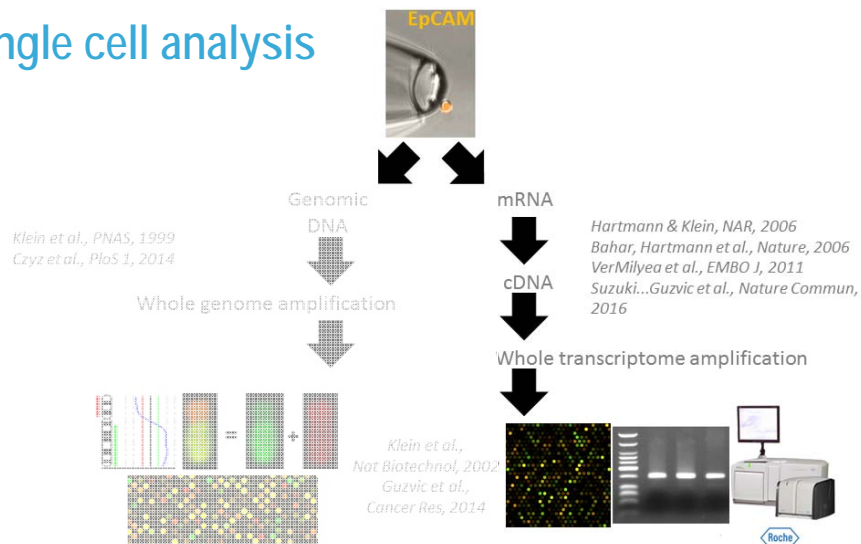 EpCAM
ngle cell analysis
Genomic
DNA
mRNA
Klein et al., PNAS, 1999
Czyz et al., PloS 1, 2014
Hartmann & Klein, NAR, 2006
Bahar, Hartmann et al., Nature, 2006
VerMilyea et al., EMBO J, 2011
Suzuki...Guzvic et al., Nature Commun,
2016
cDNA
Whole genome amplification
Whole transcriptome amplification
Klein et al.,
Nat Biotechnol, 2002
Guzvic et al.,
Cancer Res, 2014
Roche